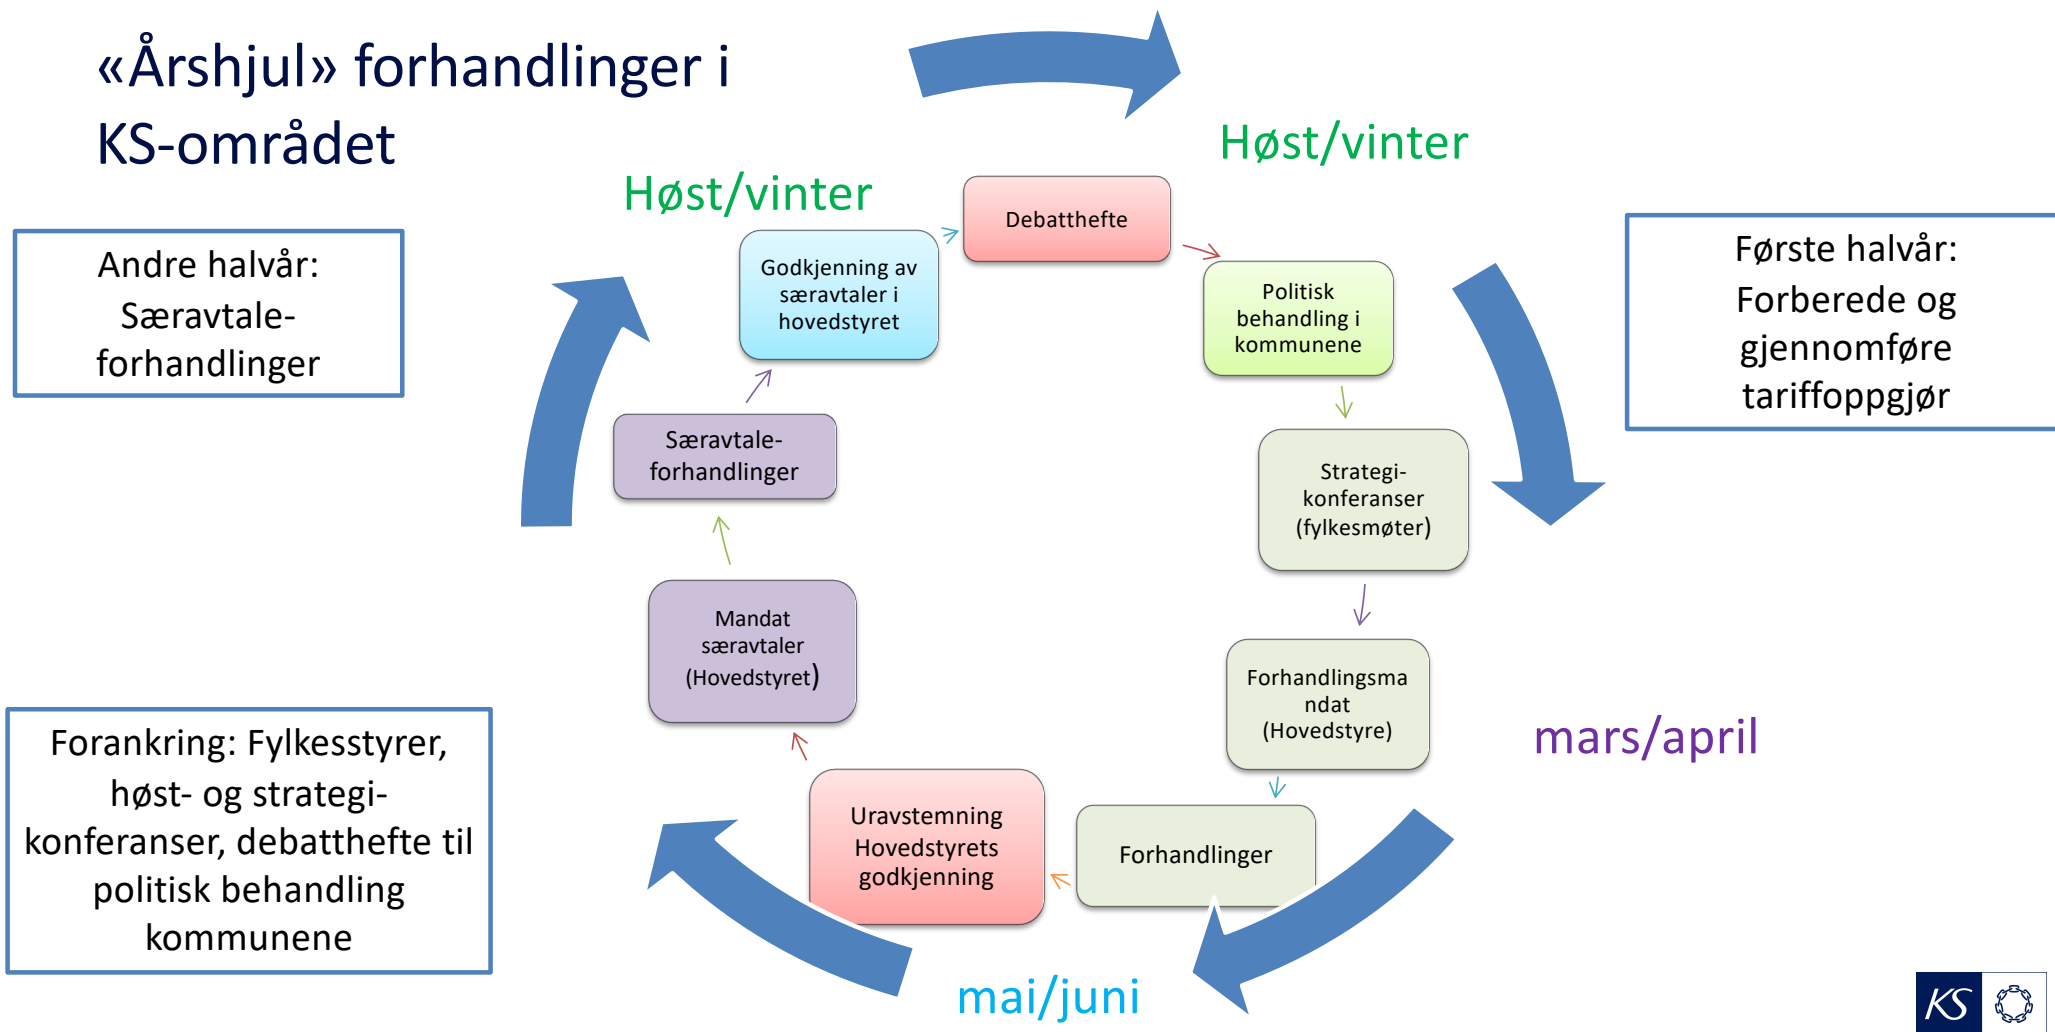 «Årshjul» forhandlinger i
KS-området
Høst/vinter
Høst/vinter
Debatthefte
Politisk
behandling i
kommunene
Strategi-
konferanser
(fylkesmøter)
Forhandlingsma
ndat
(Hovedstyre)
Forhandlinger
Uravstemning
Hovedstyrets
godkjenning
Mandat
særavtaler
(Hovedstyret)
Særavtale-
forhandlinger
Godkjenning av
særavtaler i
hovedstyret
Første halvår:
Forberede og
gjennomføre
tariffoppgjør
mars/april
mai/juni
Andre halvår:
Særavtale-
forhandlinger
Forankring: Fylkesstyrer,
høst- og strategi-
konferanser, debatthefte til
politisk behandling
kommunene
KS